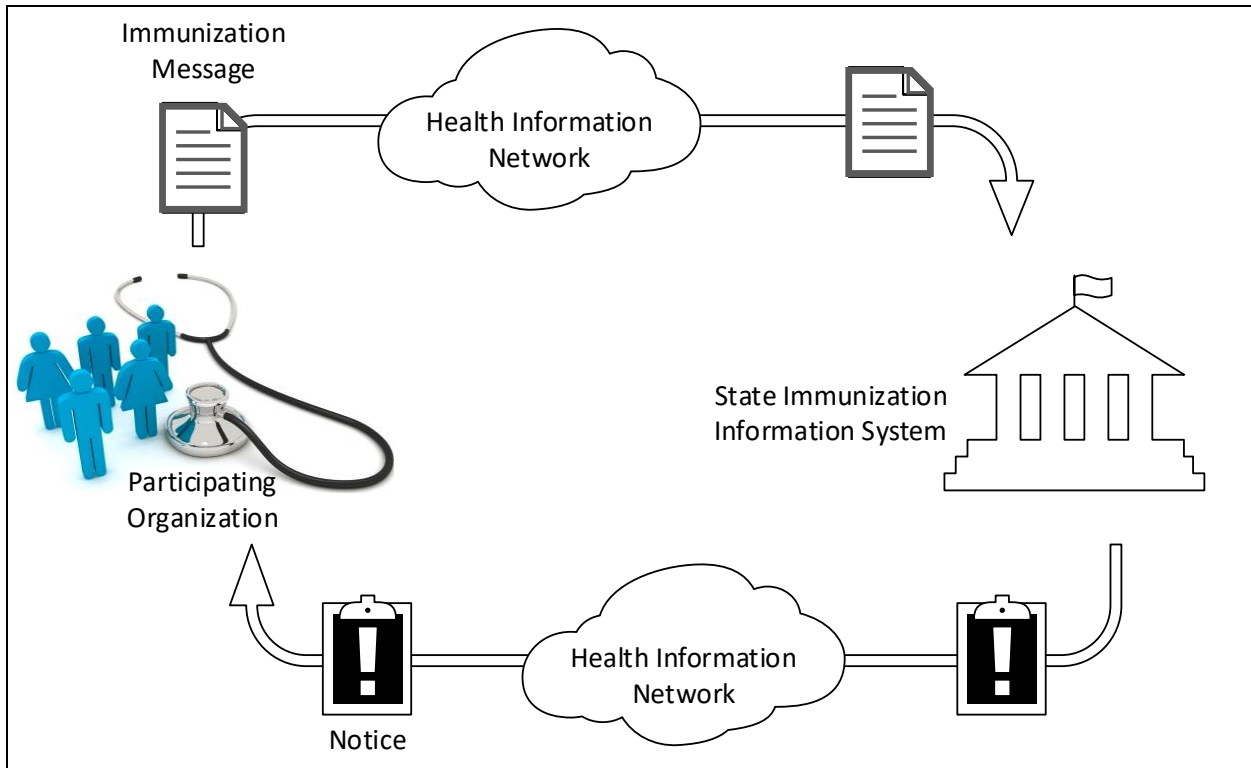 Immunization
Message
Health Information
Network
State Immunization
Information System
Participating
Organization
Health Information
Network
Notice